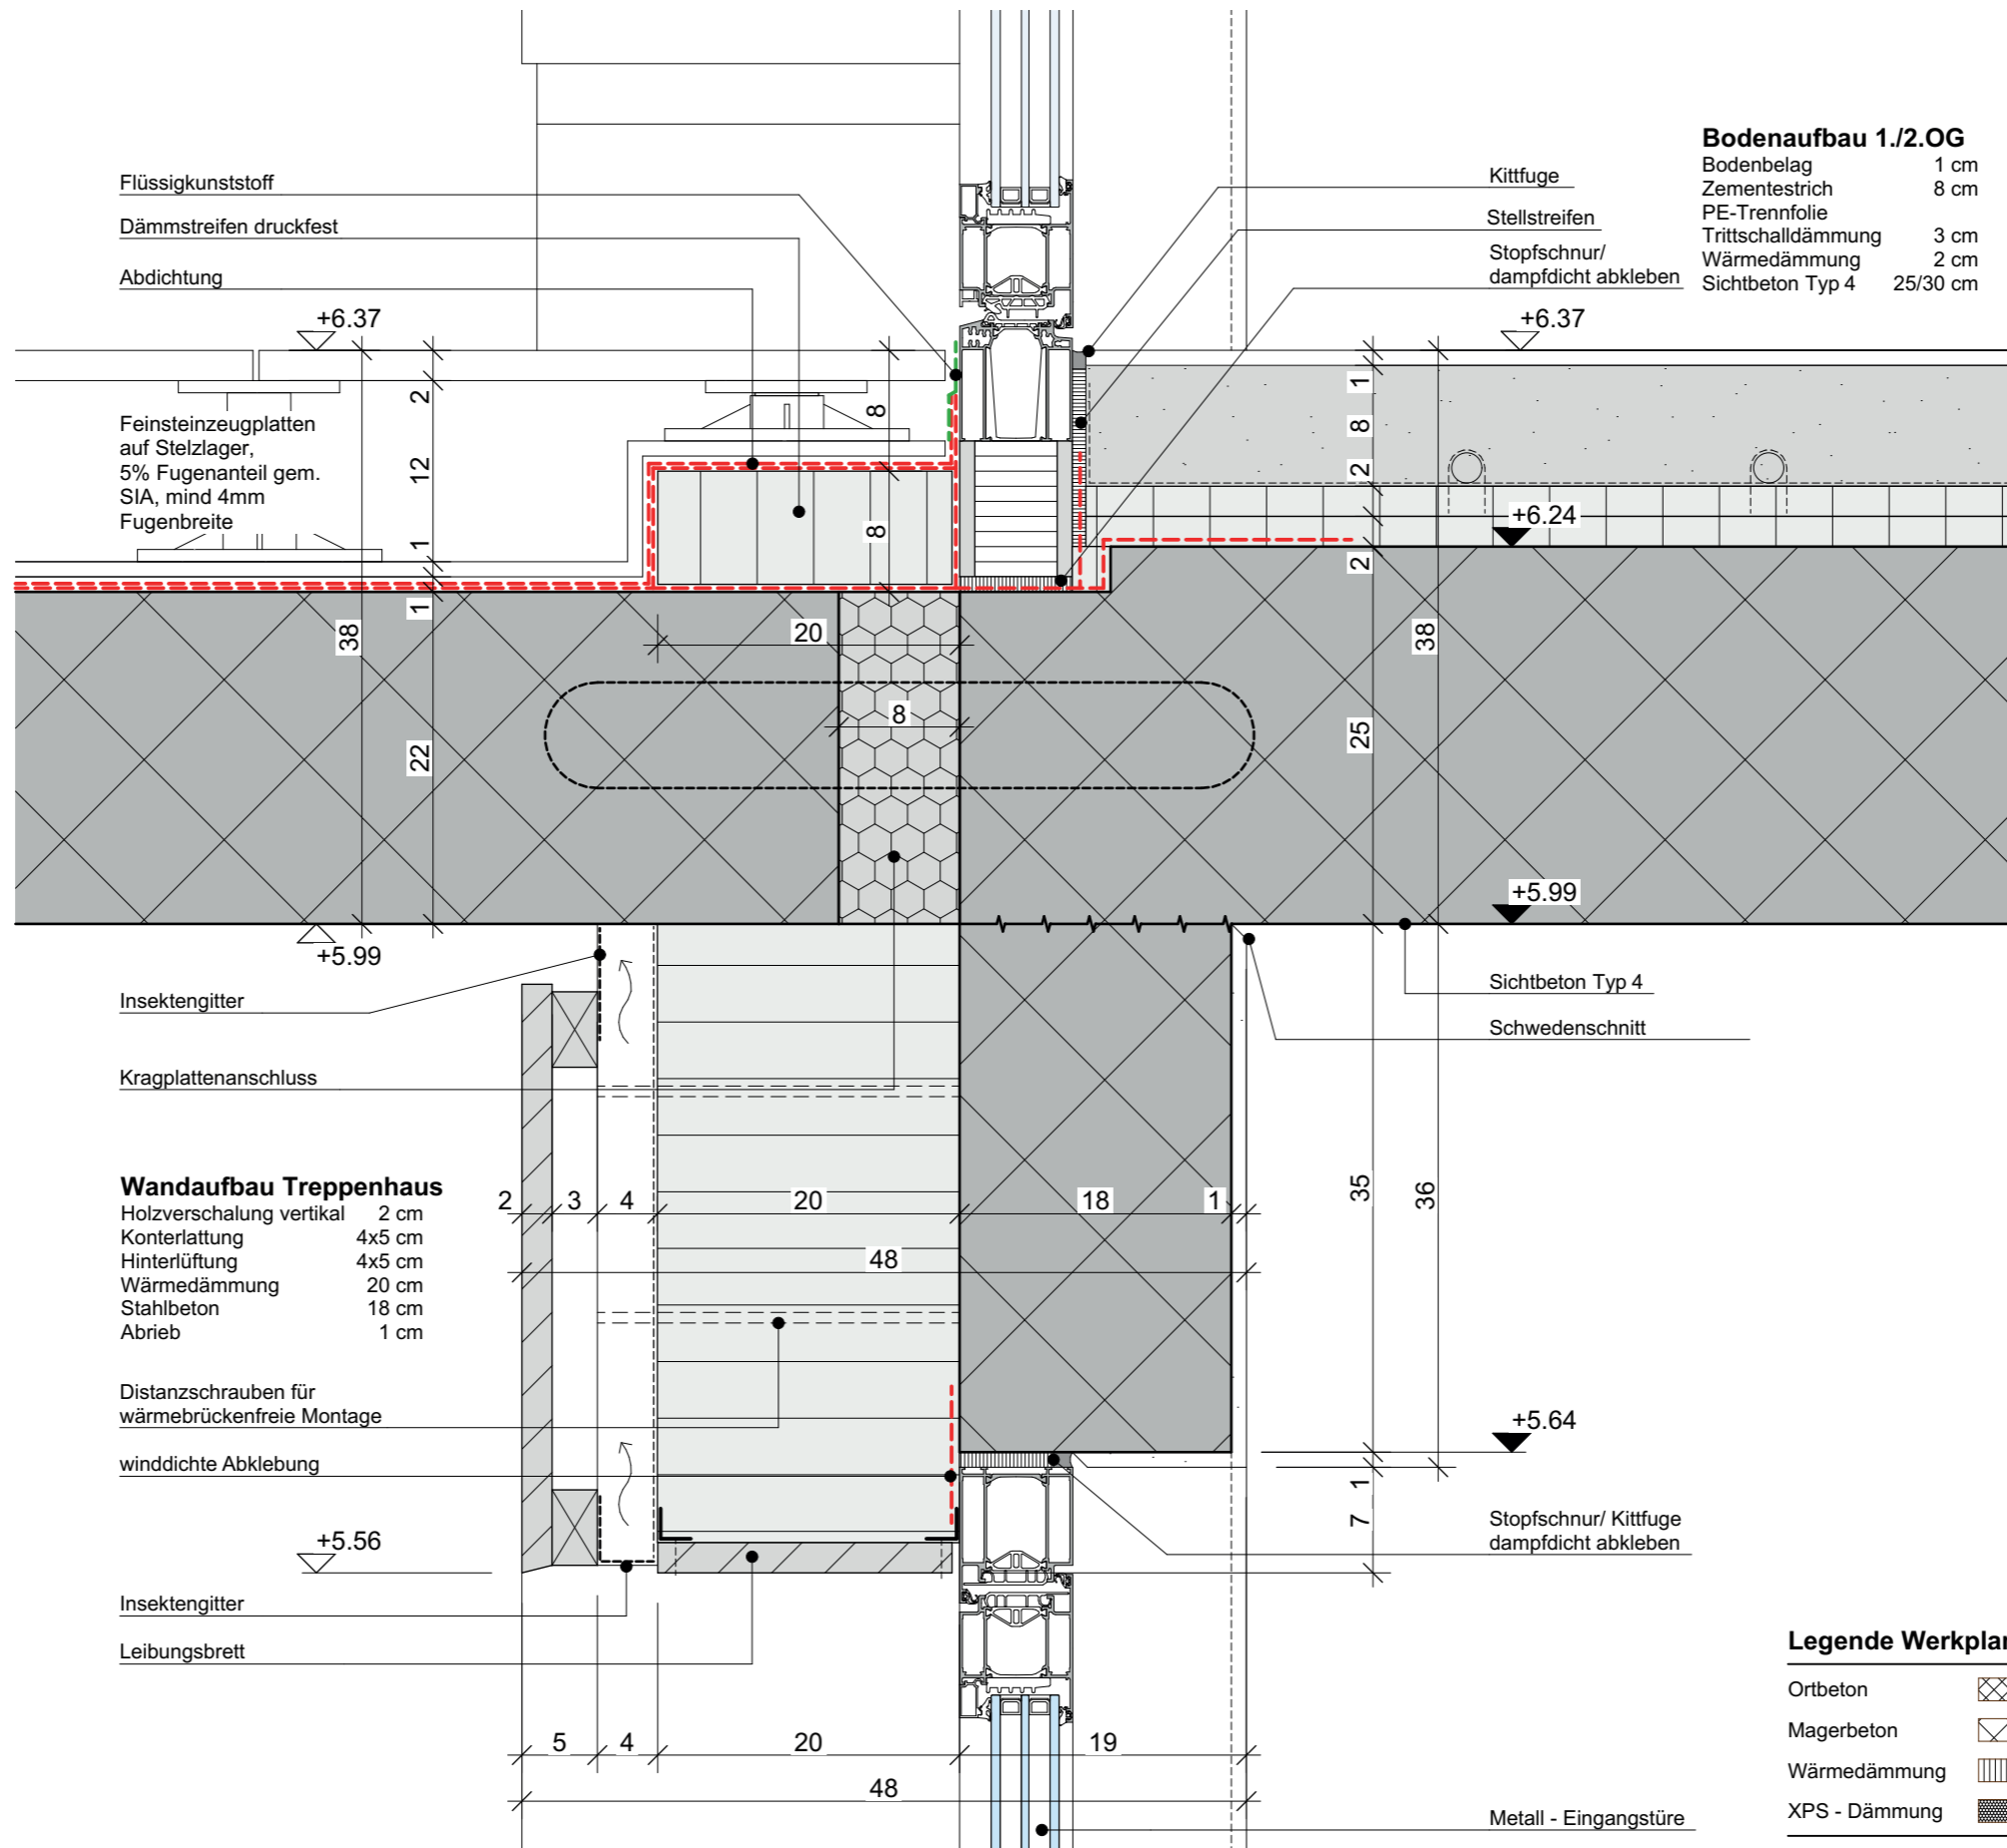 Bodenaufbau 1./2.OG
Bodenbelag 1 cm
Zementestrich 8 cm
PE-Trennfolie
Trittschalldämmung 3 cm
Wärmedämmung 2 cm
Sichtbeton Typ 4 25/30 cm
Flüssigkunststoff
Dämmstreifen druckfest
Abdichtung
Kittfuge
Stellstreifen
Stopfschnur/
dampfdicht abkleben
+6.37
+6.37
Feinsteinzeugplatten
auf Stelzlager,
5% Fugenanteil gem.
SIA, mind 4mm
Fugenbreite
2
12
1
1
38
22
8
8
20
8
1
8
2
2
+6.24
38
25
+5.99
+5.99
Insektengitter
Kragplattenanschluss
Sichtbeton Typ 4
Schwedenschnitt
Wandaufbau Treppenhaus
Holzverschalung vertikal 2 cm
Konterlattung 4x5 cm
Hinterlüftung 4x5 cm
Wärmedämmung 20 cm
Stahlbeton 18 cm
Abrieb 1 cm
2 3 4 20 18 1
48
35
36
Distanzschrauben für
wärmebrückenfreie Montage
winddichte Abklebung
+5.64
1
7
+5.56
Stopfschnur/ Kittfuge
dampfdicht abkleben
Insektengitter
Leibungsbrett
5 4 20 19
48
Metall - Eingangstüre
Legende Werkplan
Ortbeton
Magerbeton
Wärmedämmung
XPS - Dämmung